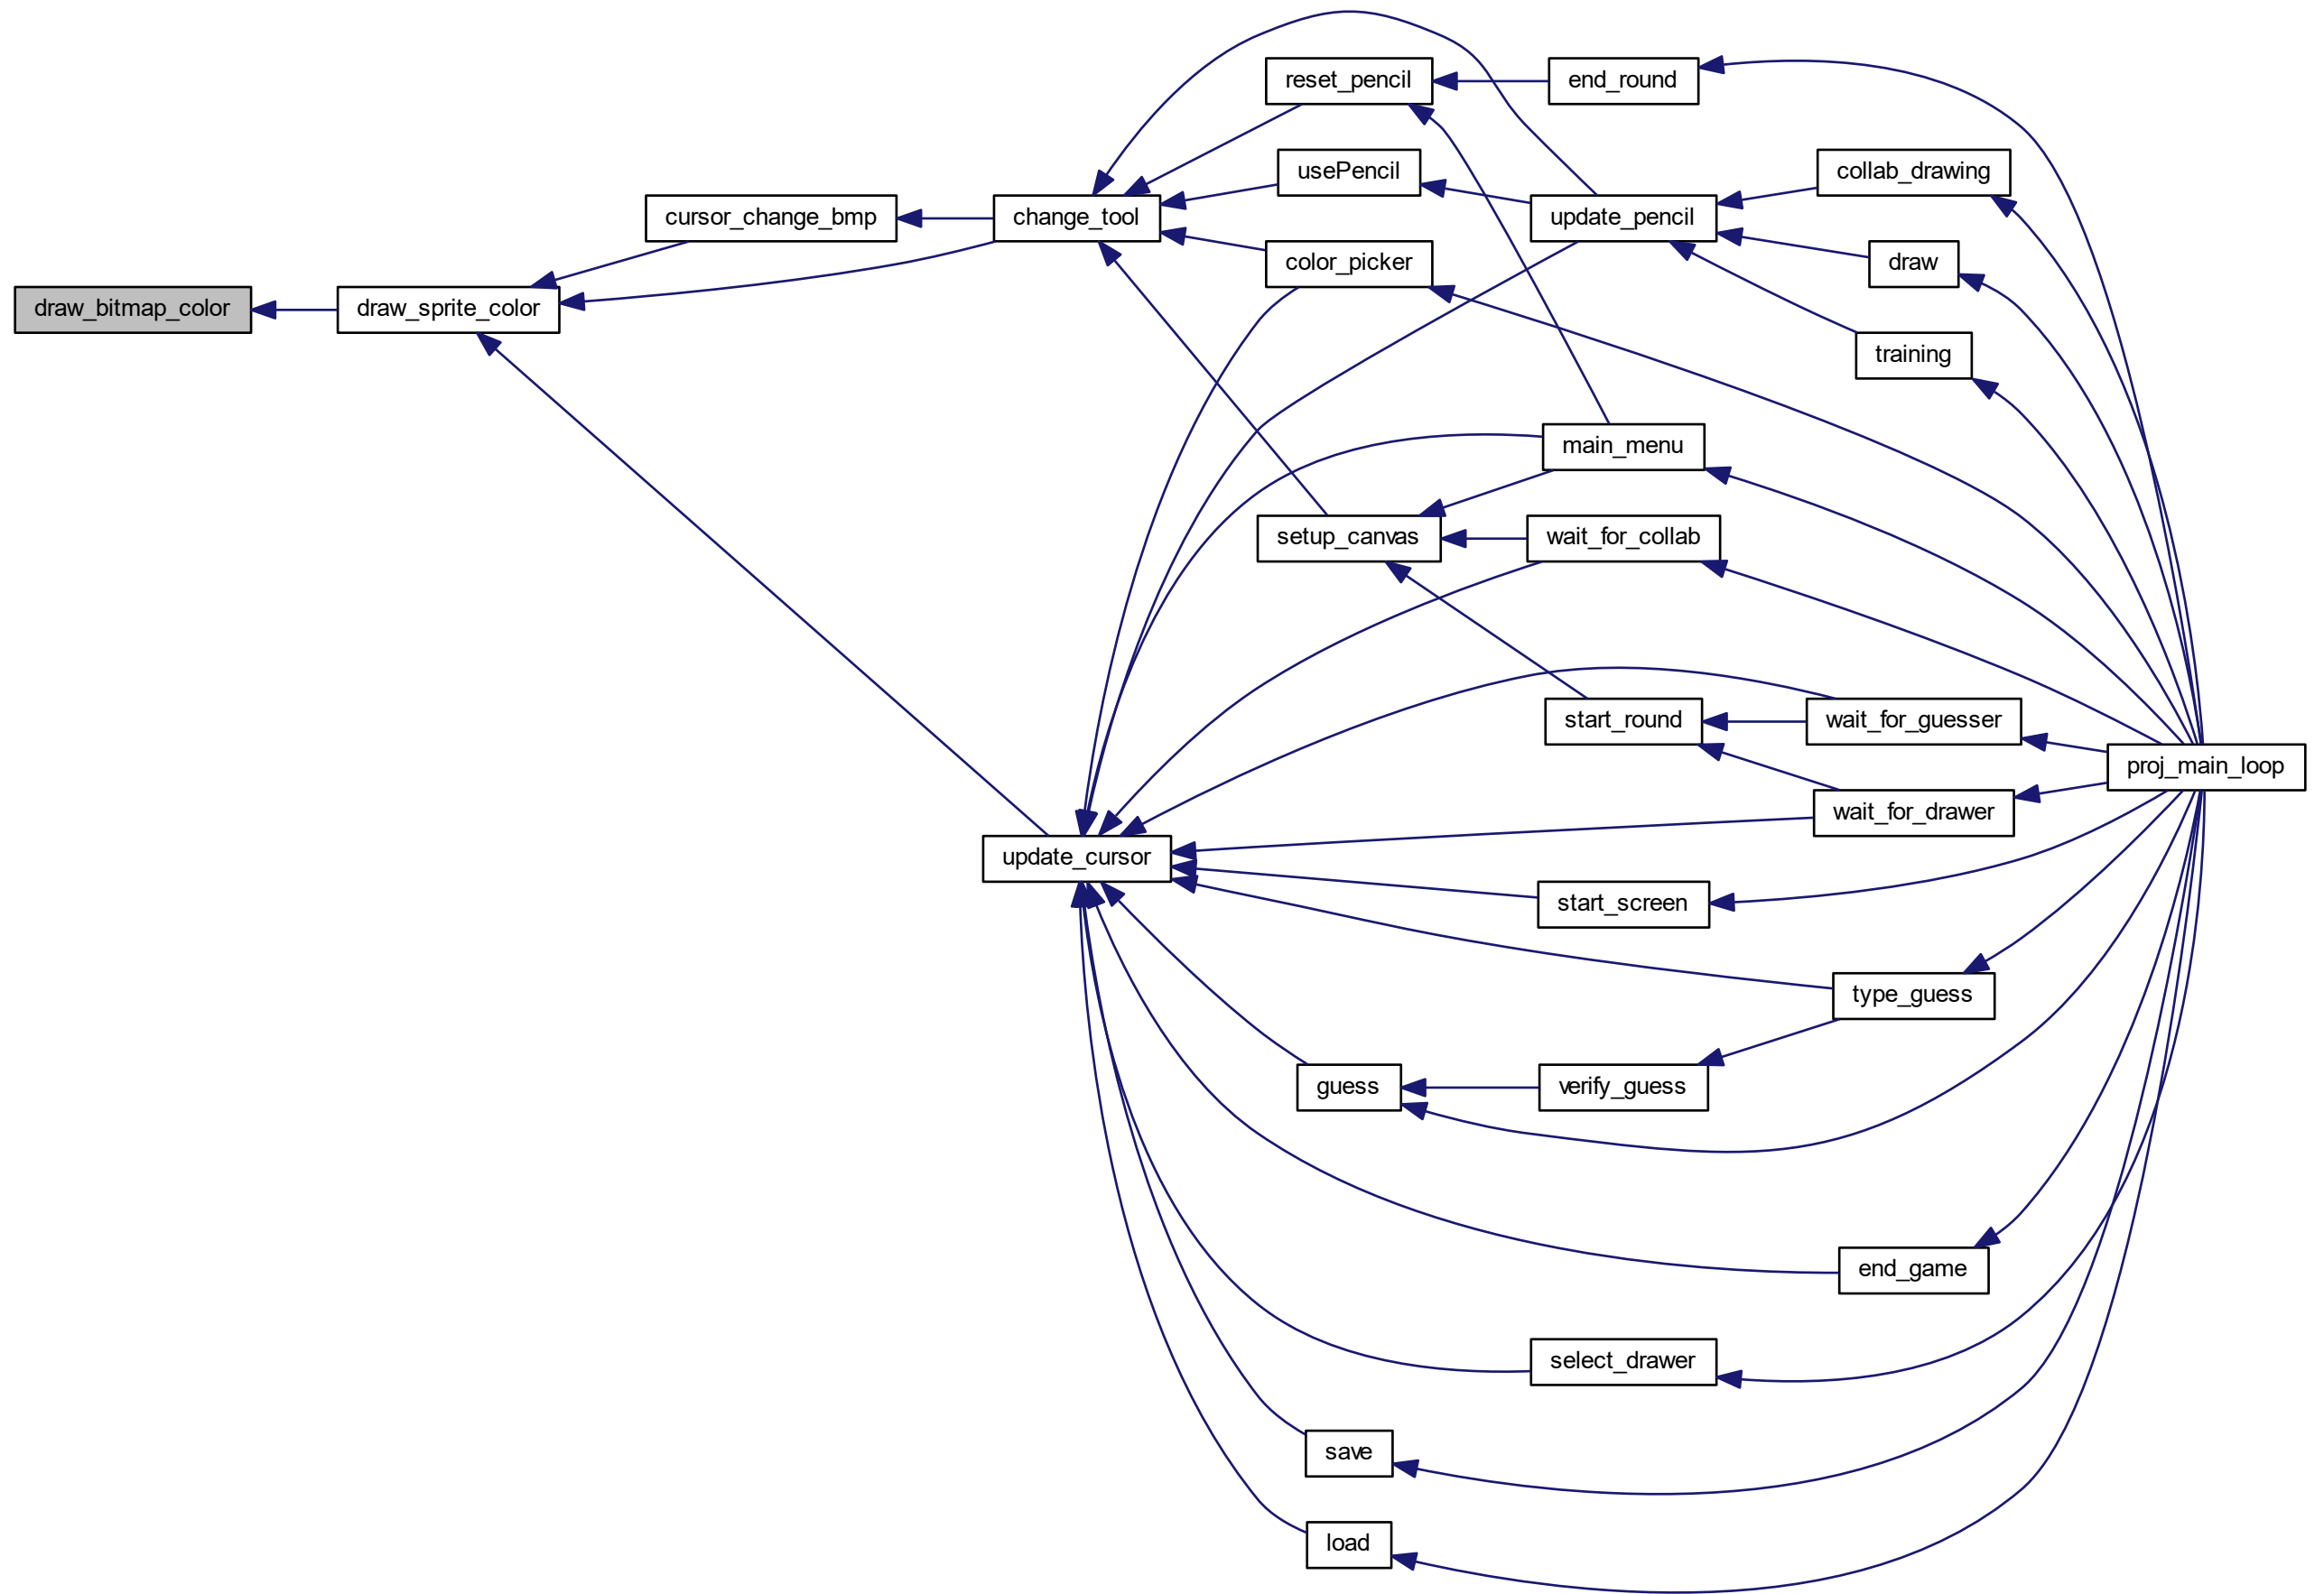 reset_pencil
end_round
usePencil
collab_drawing
cursor_change_bmp
change_tool
update_pencil
color_picker
draw
draw_bitmap_color
draw_sprite_color
training
main_menu
setup_canvas
wait_for_collab
start_round
wait_for_guesser
proj_main_loop
wait_for_drawer
update_cursor
start_screen
type_guess
guess
verify_guess
end_game
select_drawer
save
load